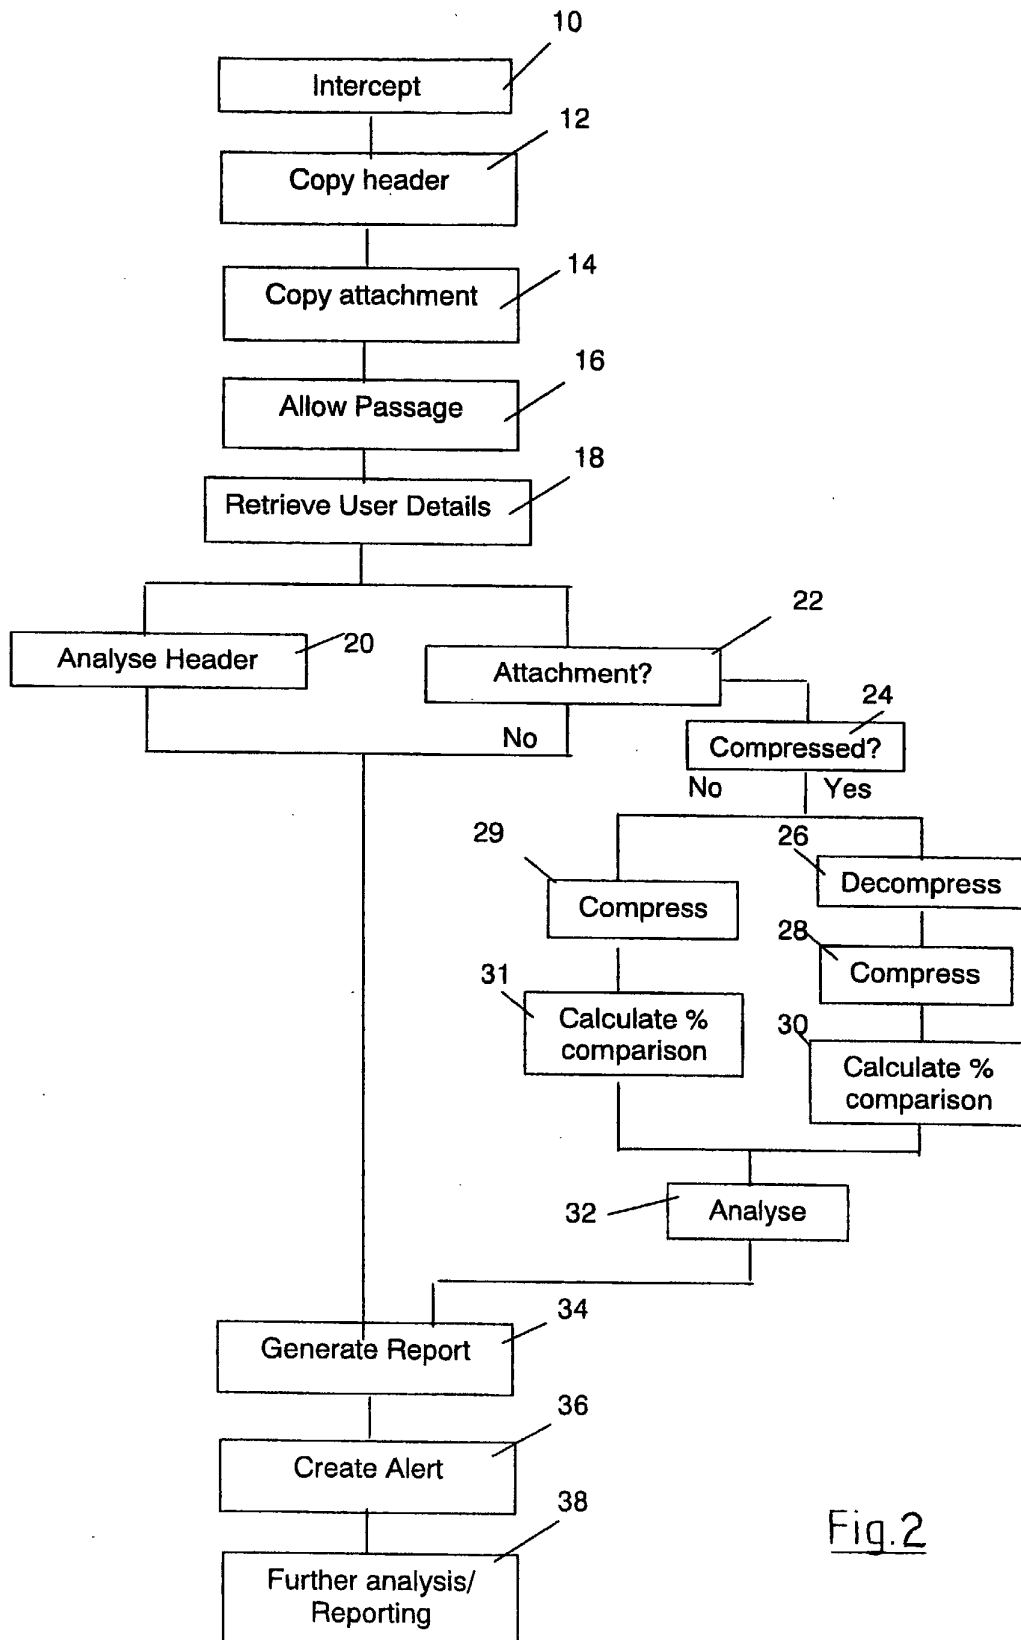 10
Intercept
12
Copy header
14
Copy attachment
16
Allow Passage
18
Retrieve User Details
22
20
Analyse Header
Attachment?
24
No
Compressed?
No Yes
29
26
Decompress
Compress
28
Compress
31
Calculate %
comparison
30
Calculate %
comparison
32
Analyse
34
Generate Report
36
Create Alert
38
Further analysis/
Reporting
Fig.2